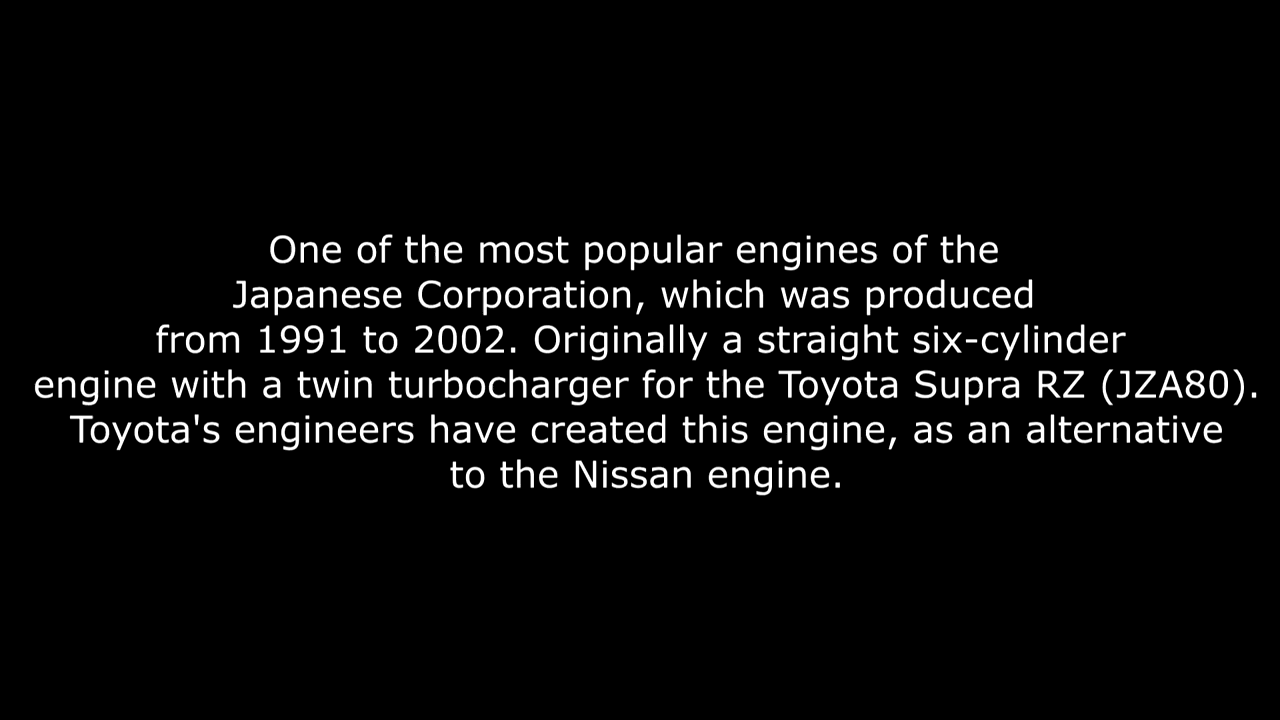 One of the most popular engines of the
Japanese Corporation, which was produced
from 1991 to 2002. Originally a straight six-cylinder
engine with a twin turbocharger for the Toyota Supra RZ (JZA80).
Toyota's engineers have created this engine, as an alternative
to the Nissan engine.